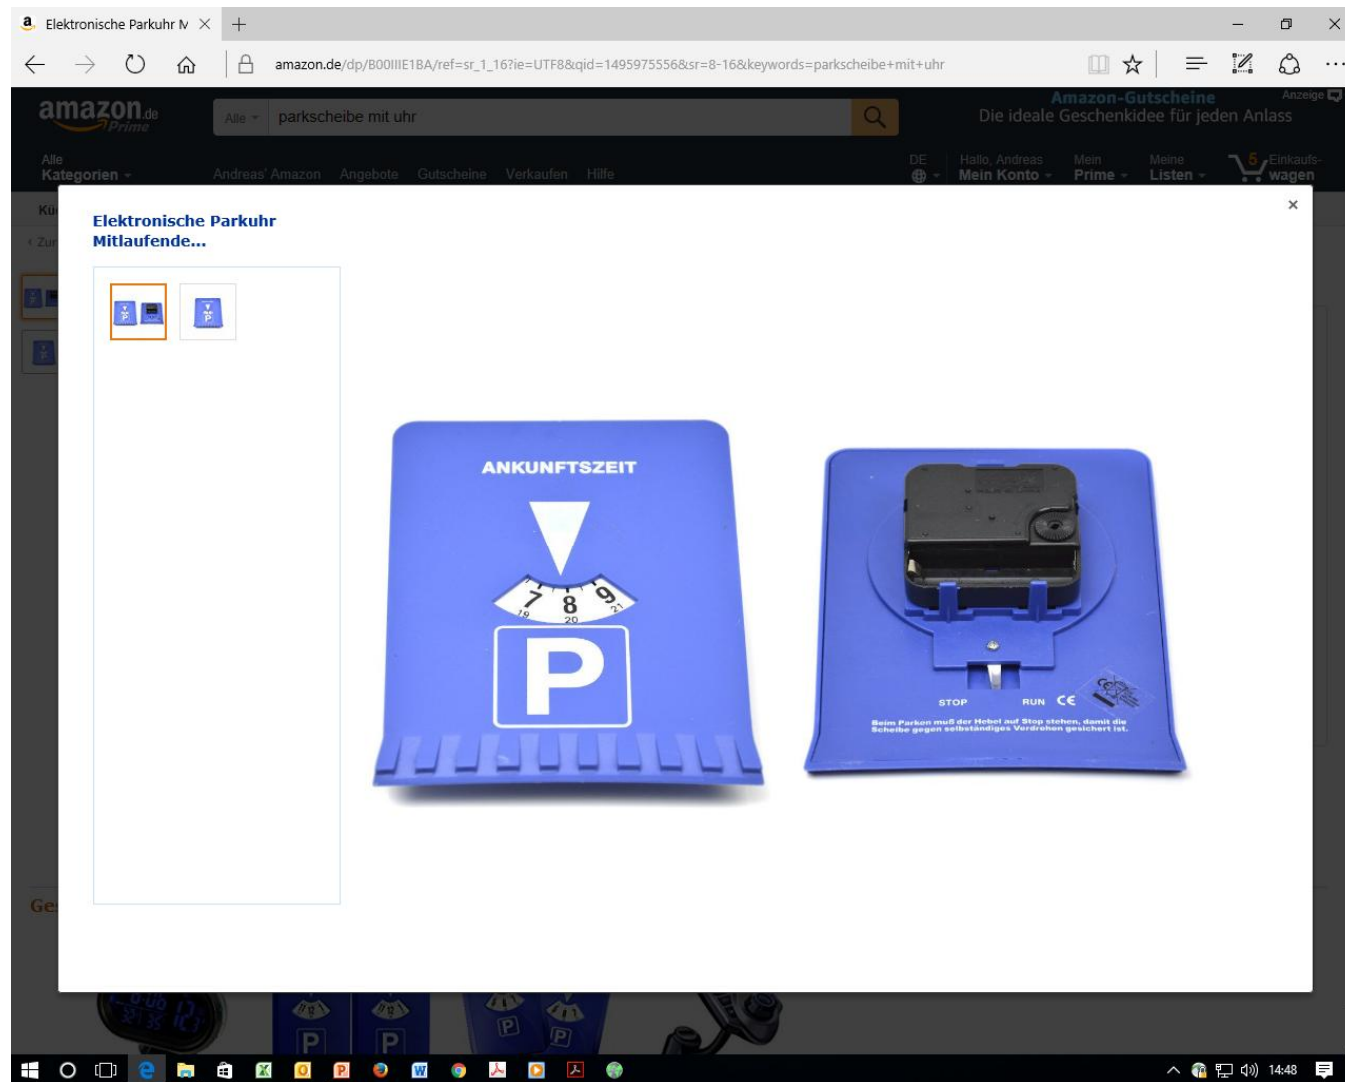 Elektronische Parkuhr M
amazon.de/dp/B00IIIE1BA/ref=sr_1_16?ie=UTF8&qid=1495975556&sr=8-16&keywords=parkscheibe+mit+uhr
amazon.de
Prime
Alle
parkscheibe mit uhr
Amazon-Gutscheine
Die ideale Geschenkidee für jeden Anlass
Anzeige
Alle
Kategorien
Andreas' Amazon Angebote Gutscheine Verkaufen Hilfe
DE
Hallo, Andreas
Mein Konto
Mein
Prime
Meine
Listen
5
Einkaufs-
wagen
Kü
Zur
Elektronische Parkuhr
Mitlaufende...
ANKUNFTSZEIT
7 8 9
19 20 21
P
STOP RUN CE
Beim Parken muß der Hebel auf Stop stehen, damit die
Scheibe gegen selbständiges Verdrehen gesichert ist.
Ge
P P P P
14:48